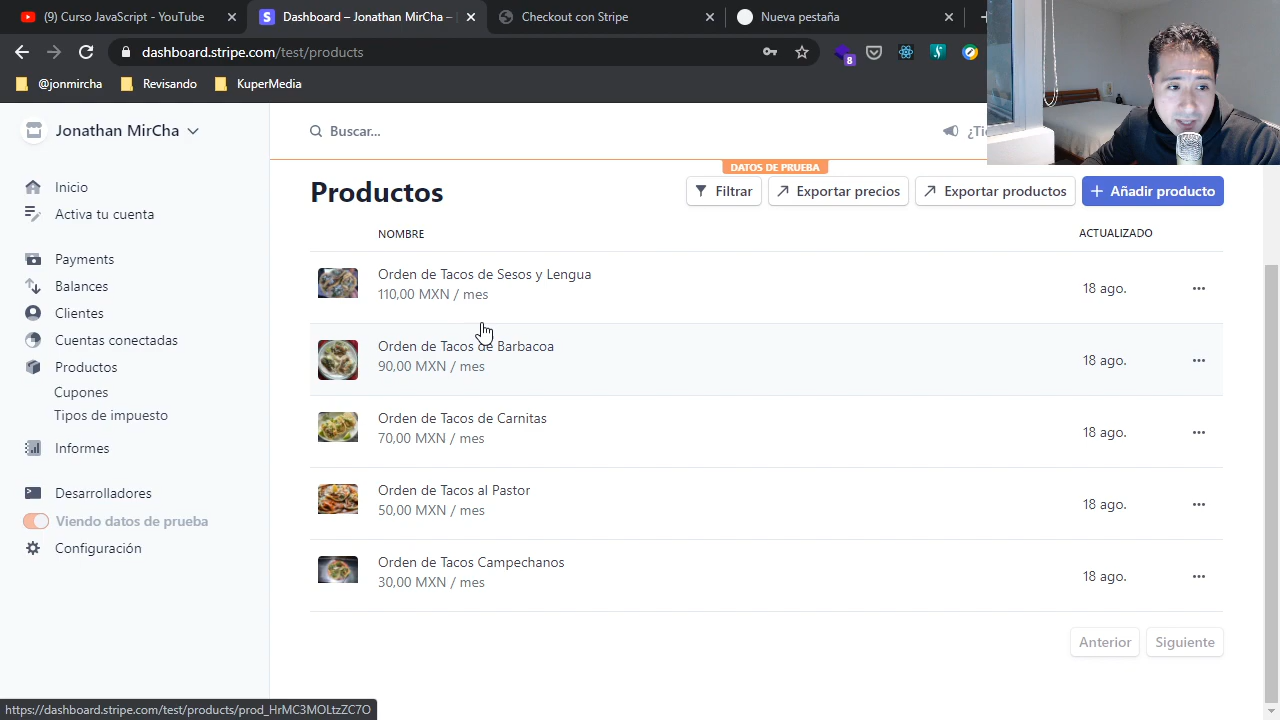 (9) Curso JavaScript - YouTube
Dashboard – Jonathan MirCha –
Checkout con Stripe
Nueva pestaña
dashboard.stripe.com/test/products
8
@jonmircha
Revisando
KuperMedia
Jonathan MirCha
Buscar...
¿Tie
Inicio
Activa tu cuenta
Payments
Balances
Clientes
Cuentas conectadas
Productos
Cupones
Tipos de impuesto
Informes
Desarrolladores
Viendo datos de prueba
Configuración
DATOS DE PRUEBA
Productos
Filtrar
Exportar precios
Exportar productos
Añadir producto
NOMBRE
ACTUALIZADO
Orden de Tacos de Sesos y Lengua
110,00 MXN / mes
18 ago.
Orden de Tacos de Barbacoa
90,00 MXN / mes
18 ago.
Orden de Tacos de Carnitas
70,00 MXN / mes
18 ago.
Orden de Tacos al Pastor
50,00 MXN / mes
18 ago.
Orden de Tacos Campechanos
30,00 MXN / mes
18 ago.
Anterior
Siguiente
https://dashboard.stripe.com/test/products/prod_HrMC3MOLtzZC7O